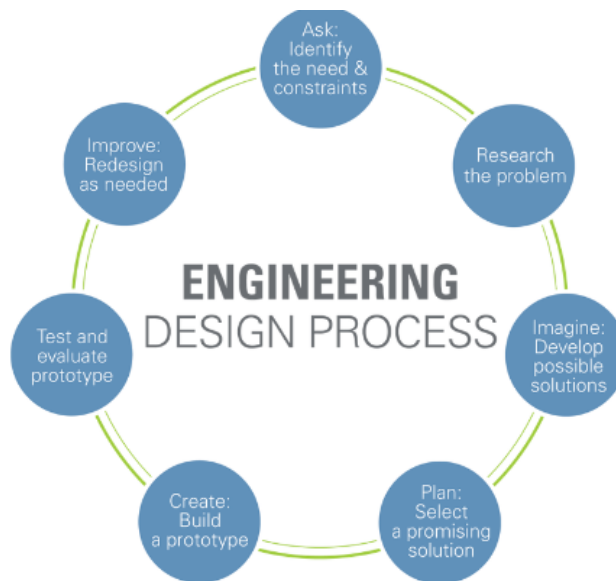 Ask:
Identify
the need &
constraints
Research
the problem
Imagine:
Develop
possible
solutions
Plan:
Select
a promising
solution
Create:
Build
a prototype
Test and
evaluate
prototype
Improve:
Redesign
as needed
ENGINEERING
DESIGN PROCESS